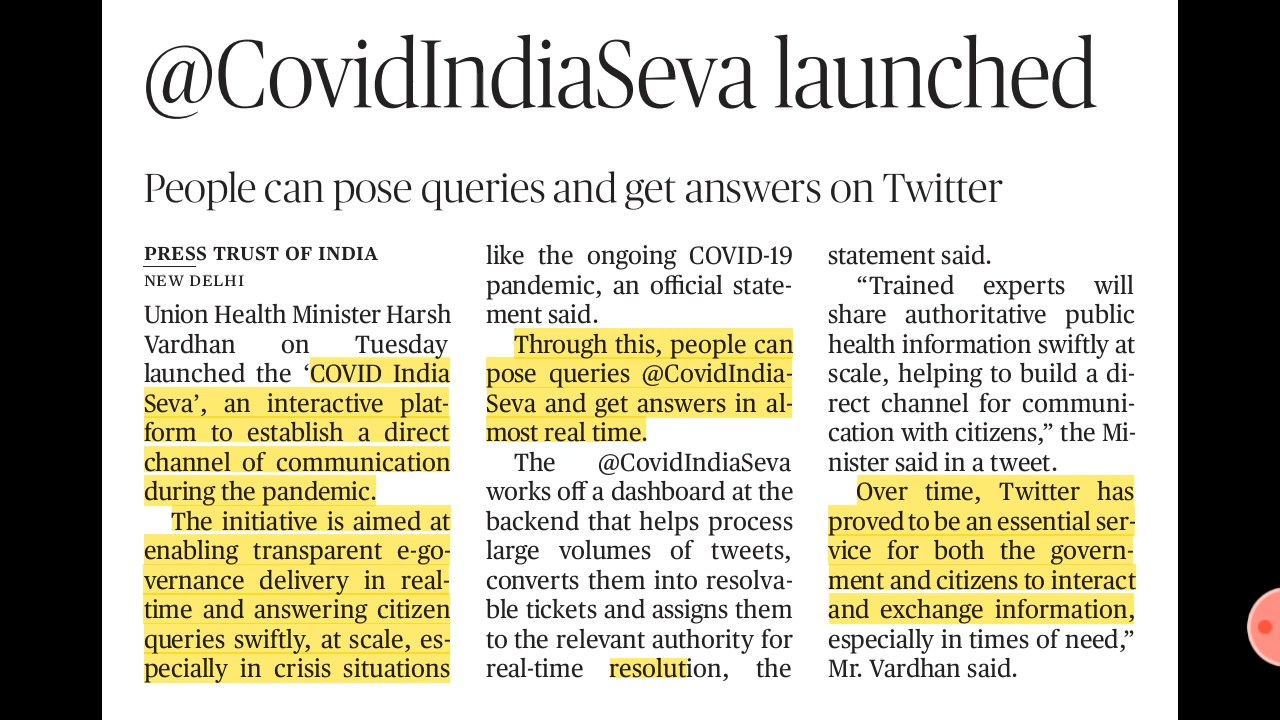 @CovidIndiaSeva launched
People can pose queries and get answers on Twitter
PRESS TRUST OF INDIA
NEW DELHI
Union Health Minister Harsh
Vardhan on Tuesday
launched the ‘COVID India
Seva’, an interactive plat-
form to establish a direct
channel of communication
during the pandemic.
The initiative is aimed at
enabling transparent e-go-
vernance delivery in real-
time and answering citizen
queries swiftly, at scale, es-
pecially in crisis situations
like the ongoing COVID-19
pandemic, an official state-
ment said.
Through this, people can
pose queries @CovidIndia-
Seva and get answers in al-
most real time.
The @CovidIndiaSeva
works off a dashboard at the
backend that helps process
large volumes of tweets,
converts them into resolva-
ble tickets and assigns them
to the relevant authority for
real-time resolution, the
statement said.
“Trained experts will
share authoritative public
health information swiftly at
scale, helping to build a di-
rect channel for communi-
cation with citizens,” the Mi-
nister said in a tweet.
Over time, Twitter has
proved to be an essential ser-
vice for both the govern-
ment and citizens to interact
and exchange information,
especially in times of need,”
Mr. Vardhan said.